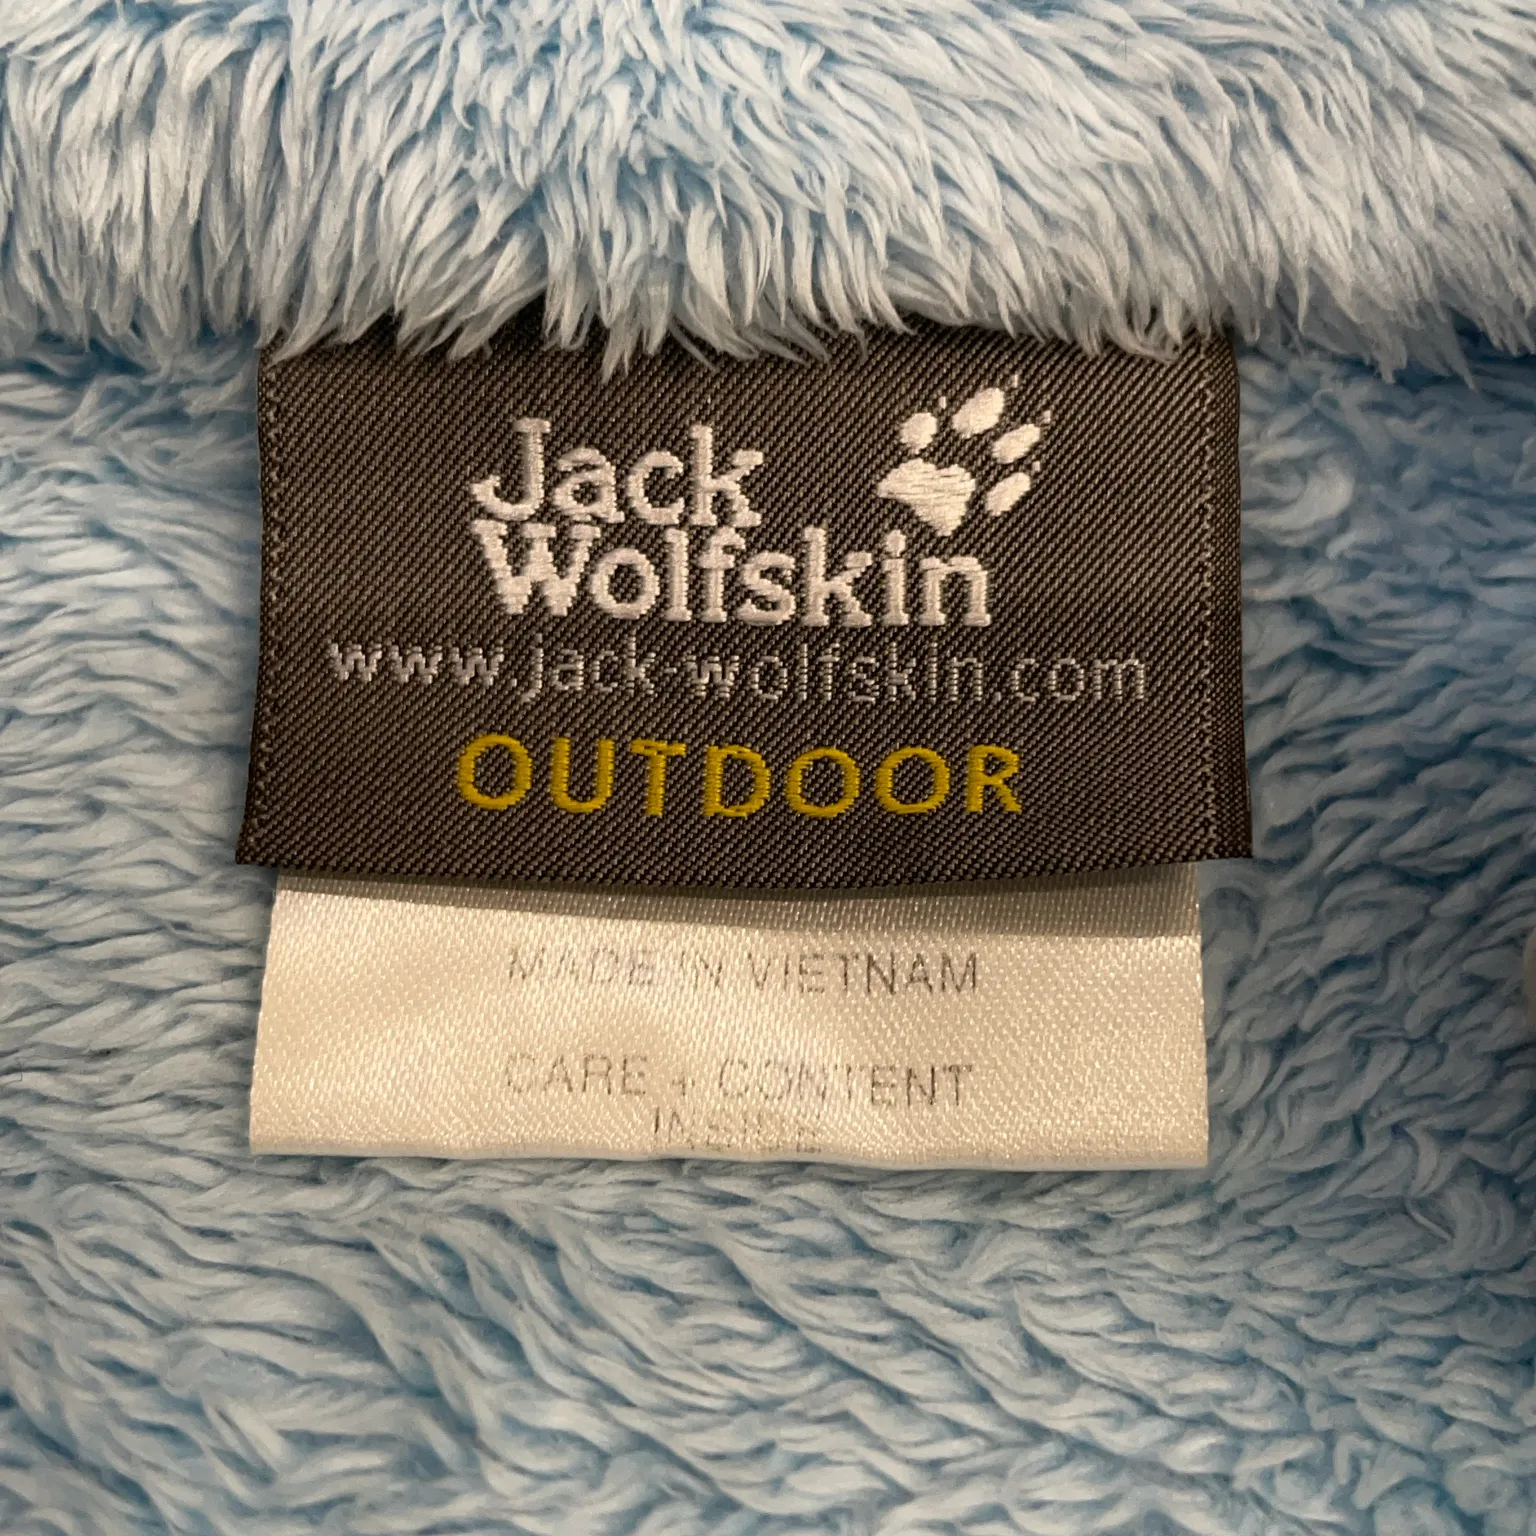 Jack
Wolfskin
www.jack-wolfskin.com
OUTDOOR
MADE IN VIETNAM
CARE + CONTENT
INSIDE